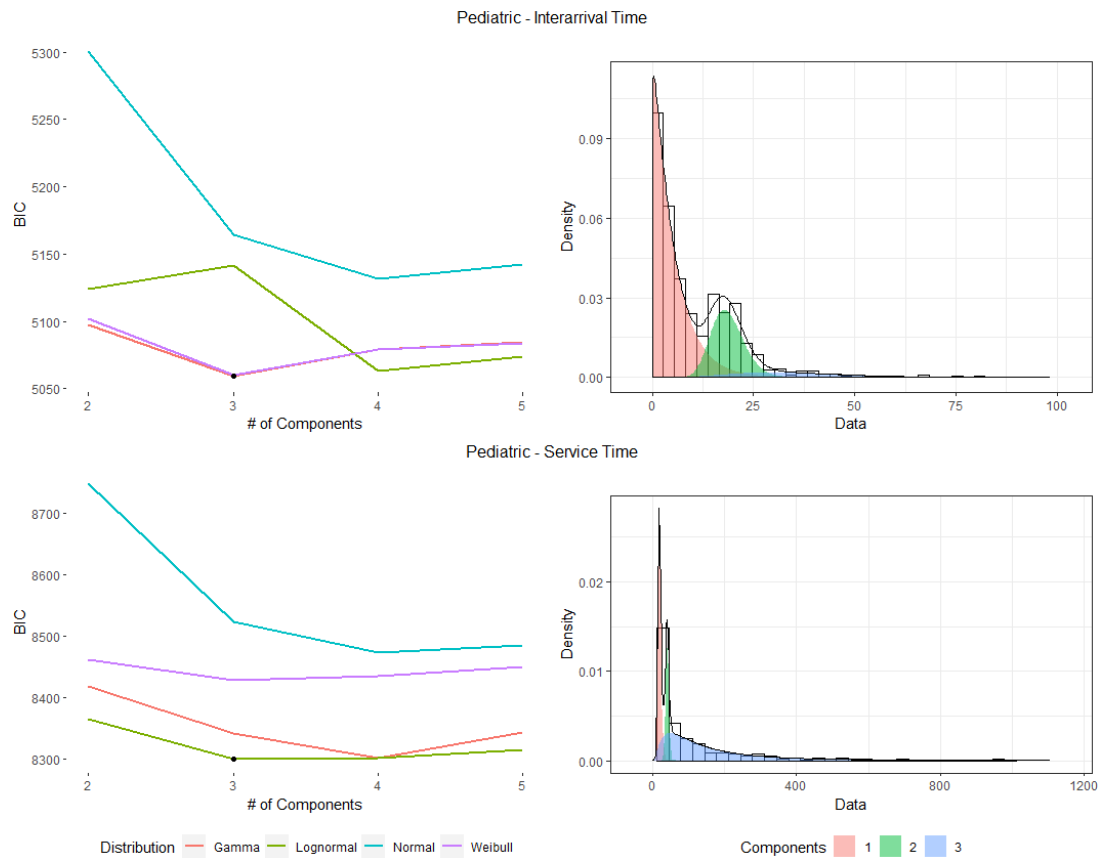 Pediatric - Interarrival Time
5300
5250
5200
5150
5100
5050
BIC
2 3 4 5
# of Components
0.09
0.06
0.03
0.00
Density
0 25 50 75 100
Data
Pediatric - Service Time
8700
8600
8500
8400
8300
BIC
2 3 4 5
# of Components
0.02
0.01
0.00
Density
0 400 800 1200
Data
Distribution Gamma Lognormal Normal Weibull
Components 1 2 3